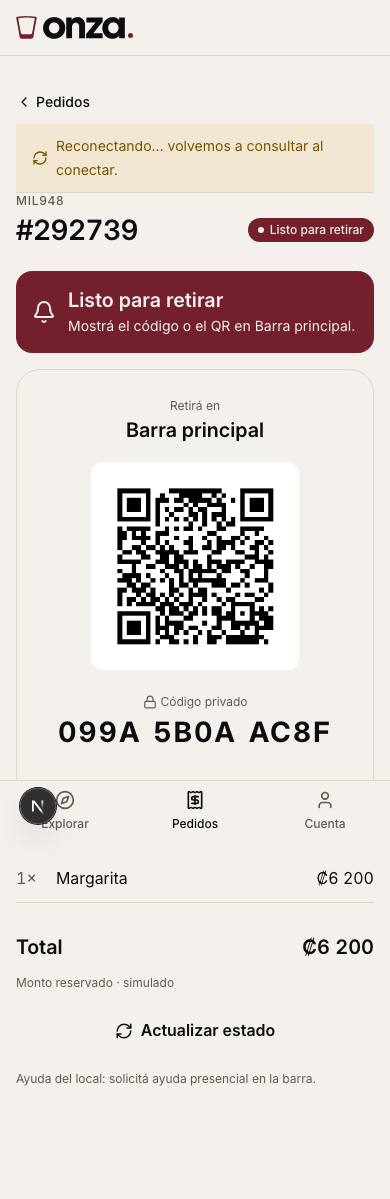 onza.
Pedidos
Reconectando... volvemos a consultar al
conectar.
MIL948
#292739
Listo para retirar
Listo para retirar
Mostrá el código o el QR en Barra principal.
Retirá en
Barra principal
Código privado
099A 5B0A AC8F
N
Explorar
Pedidos
Cuenta
1× Margarita ₡6 200
Total ₡6 200
Monto reservado · simulado
Actualizar estado
Ayuda del local: solicitá ayuda presencial en la barra.